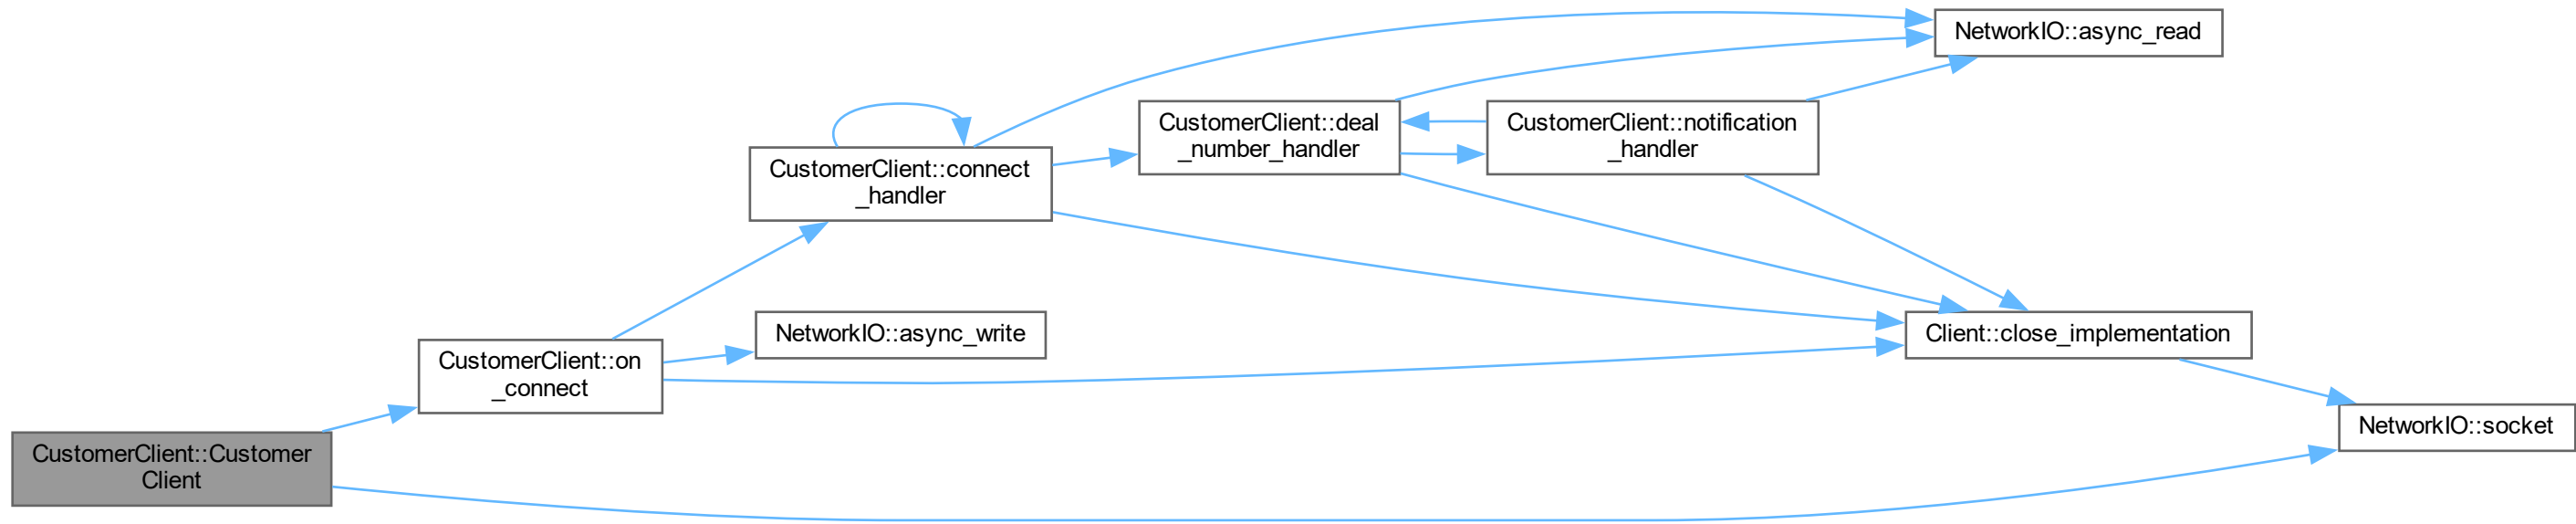 CustomerClient::Customer
Client
CustomerClient::on
_connect
CustomerClient::connect
_handler
NetworkIO::async_write
CustomerClient::deal
_number_handler
CustomerClient::notification
_handler
NetworkIO::async_read
Client::close_implementation
NetworkIO::socket